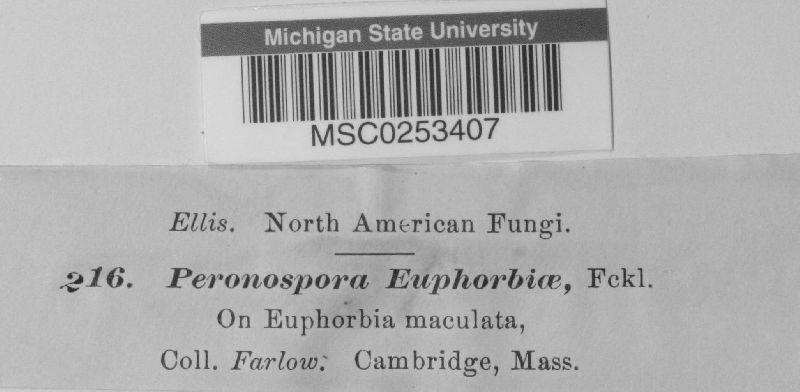 Michigan State University
MSC0253407
Ellis. North American Fungi.
216. Peronospora Euphorbiæ, Fckl.
On Euphorbia maculata,
Coll. Farlow: Cambridge, Mass.